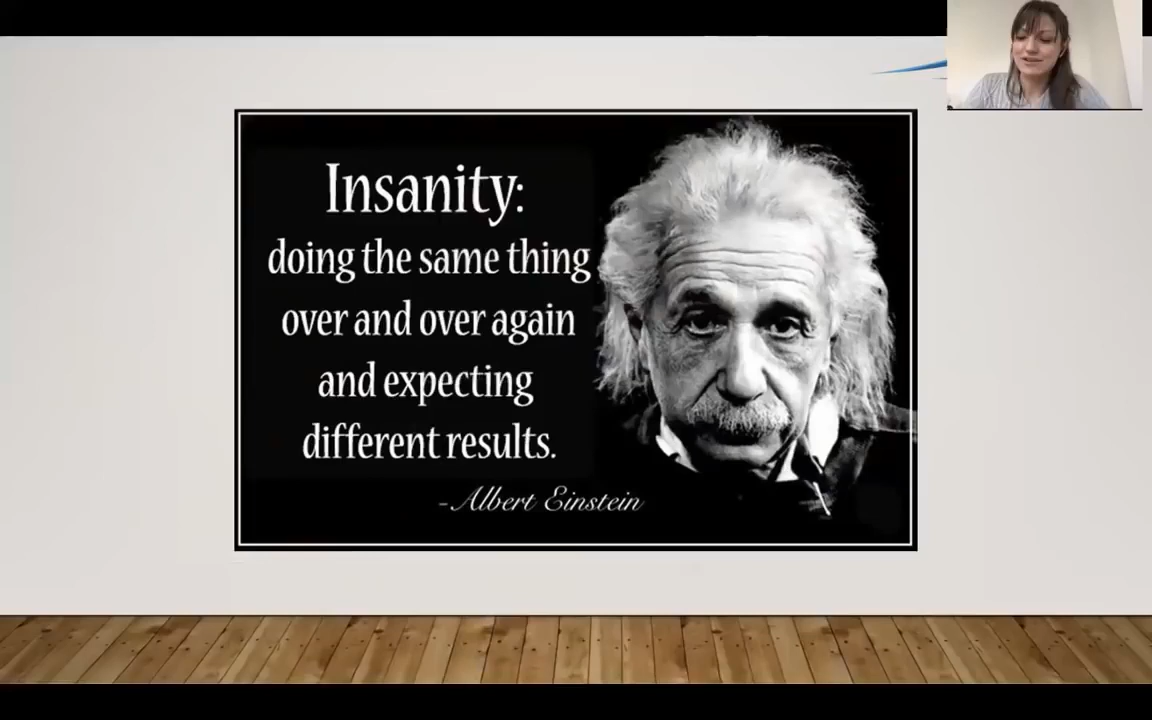 Insanity:
doing the same thing
over and over again
and expecting
different results.
-Albert Einstein